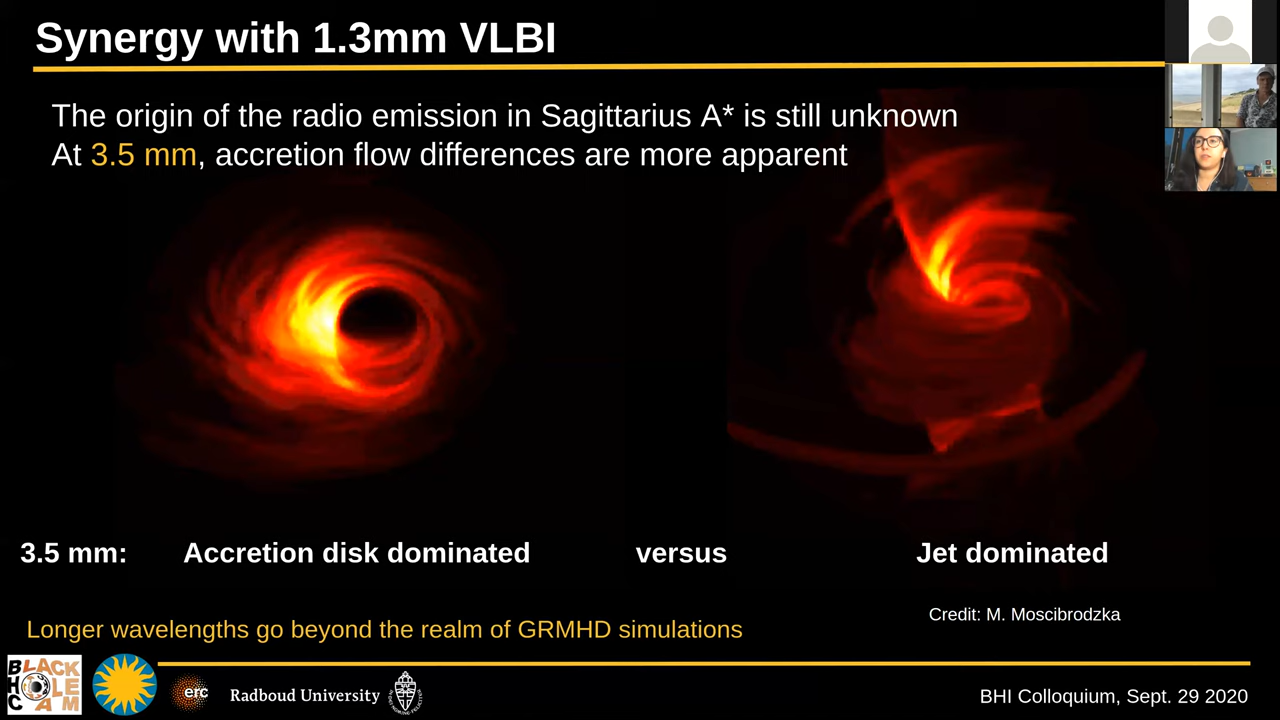 Synergy with 1.3mm VLBI
The origin of the radio emission in Sagittarius A* is still unknown
At 3.5 mm, accretion flow differences are more apparent
3.5 mm: Accretion disk dominated versus Jet dominated
Credit: M. Moscibrodzka
Longer wavelengths go beyond the realm of GRMHD simulations
BLACK
HOLE
CAM
erc
Radboud University
BHI Colloquium, Sept. 29 2020